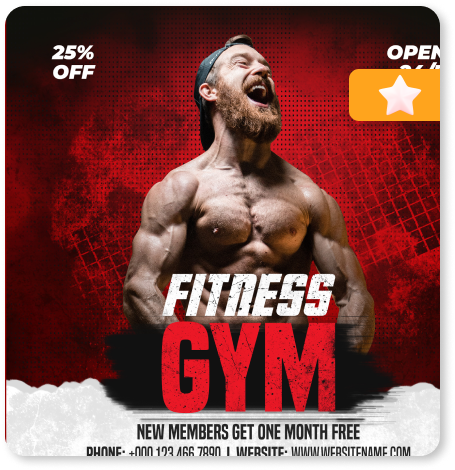 25%
OFF
OPEN
FITNESS
GYM
NEW MEMBERS GET ONE MONTH FREE
PHONE: +000 123 466 7890 | WEBSITE: WWW.WEBSITENAME.COM